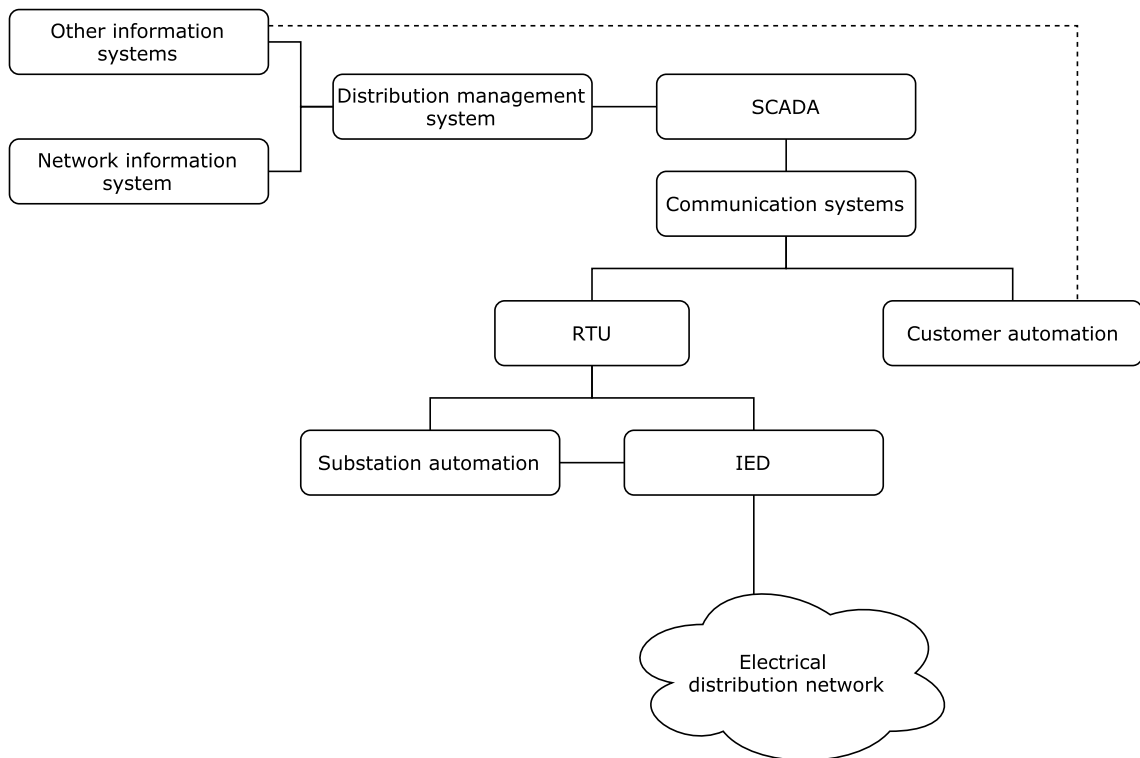 Other information
systems
Distribution management
system
SCADA
Network information
system
Communication systems
RTU
Customer automation
Substation automation
IED
Electrical
distribution network